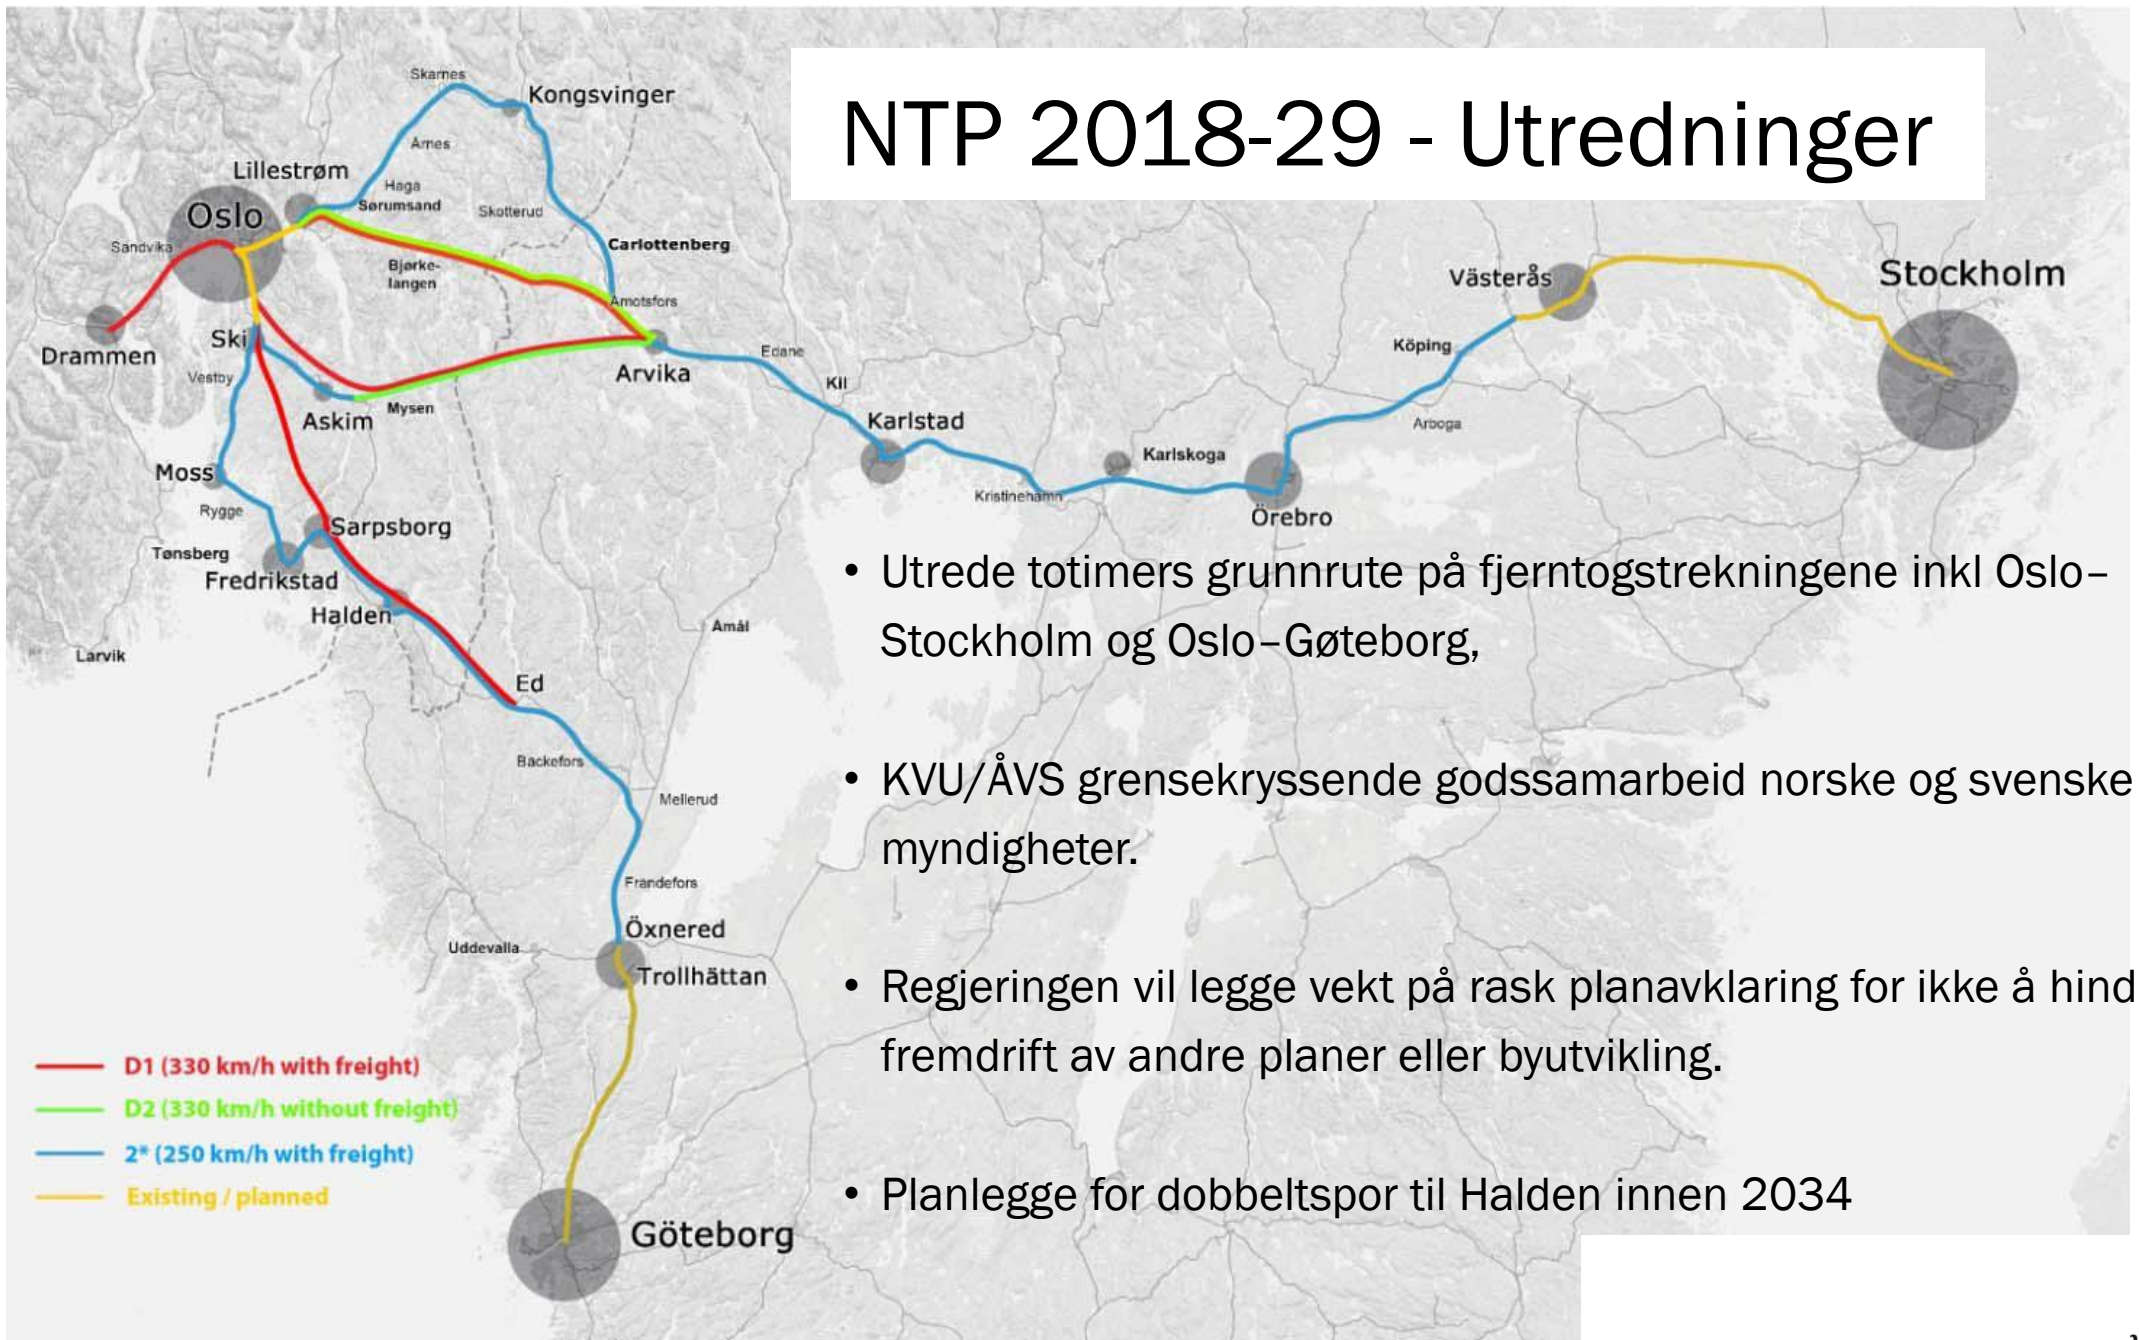 NTP 2018-29 - Utredninger
Skarnes
Kongsvinger
Årnes
Lillestrøm
Haga
Sørumsand
Skotterud
Oslo
Sandvika
Carlottenberg
Bjørke-
langen
Åmotsfors
Ski
Drammen
Vestby
Arvika
Edane
Kil
Askim
Mysen
Karlstad
Karlskoga
Kristinehamn
Örebro
Västerås
Stockholm
Köping
Arboga
Moss
Rygge
Sarpsborg
Tønsberg
Fredrikstad
Halden
Larvik
Åmål
Ed
Bäckefors
Mellerud
Frändefors
Öxnered
Uddevalla
Trollhättan
Göteborg
• Utrede totimers grunnrute på fjerntogstrekningene inkl Oslo–
Stockholm og Oslo–Gøteborg,
• KVU/ÅVS grensekryssende godssamarbeid norske og svenske
myndigheter.
• Regjeringen vil legge vekt på rask planavklaring for ikke å hind
fremdrift av andre planer eller byutvikling.
• Planlegge for dobbeltspor til Halden innen 2034
D1 (330 km/h with freight)
D2 (330 km/h without freight)
2* (250 km/h with freight)
Existing / planned